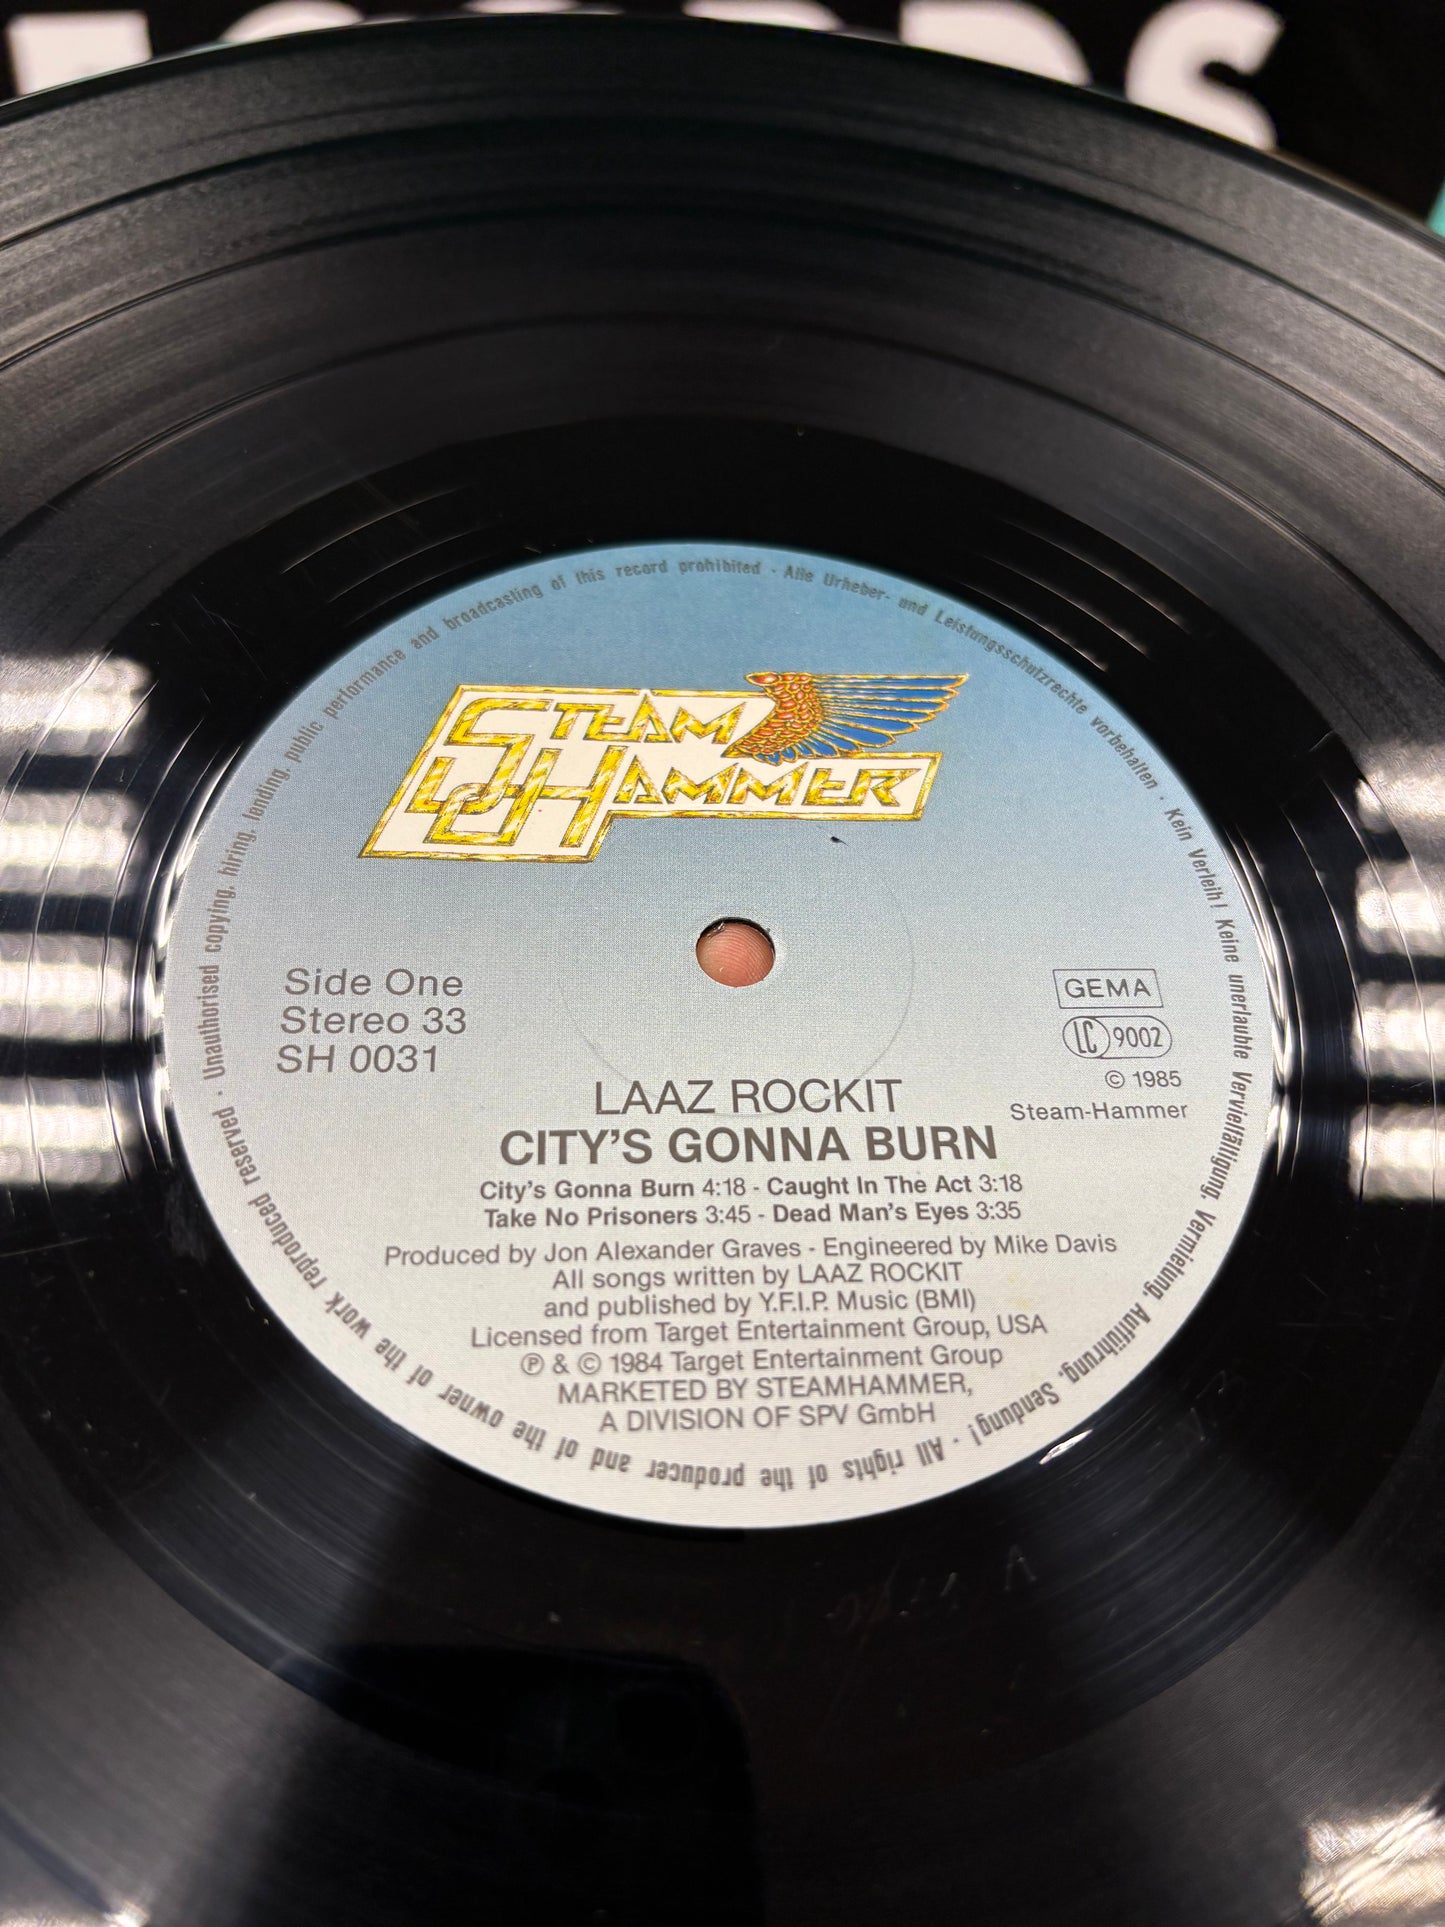 STEAM
HAMMER
Side One
Stereo 33
SH 0031
GEMA
LC 9002
© 1985
Steam-Hammer
LAAZ ROCKIT
CITY'S GONNA BURN
City's Gonna Burn 4:18 - Caught In The Act 3:18
Take No Prisoners 3:45 - Dead Man's Eyes 3:35
Produced by Jon Alexander Graves - Engineered by Mike Davis
All songs written by LAAZ ROCKIT
and published by Y.F.I.P. Music (BMI)
Licensed from Target Entertainment Group, USA
℗ & © 1984 Target Entertainment Group
MARKETED BY STEAMHAMMER,
A DIVISION OF SPV GmbH
· All rights of the producer and of the owner of the work reproduced reserved · Unauthorised copying, hiring, lending, public performance and broadcasting of this record prohibited · Alle Urheber- und Leistungsschutzrechte vorbehalten · Kein Verleih! Keine unerlaubte Vervielfältigung, Vermietung, Aufführung, Sendung!